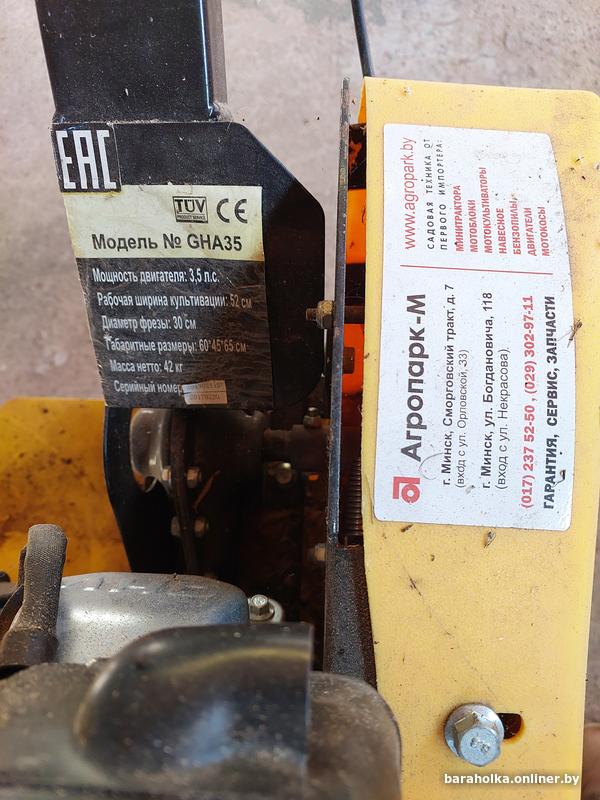 EAC
TÜV
PRODUCT SERVICE
CE
Модель № GHA35
Мощность двигателя: 3,5 л.с.
Рабочая ширина культивации: 52 см
Диаметр фрезы: 30 см
Габаритные размеры: 60*45*65 см
Масса нетто: 42 кг
Серийный номер
www.agropark.by
САДОВАЯ ТЕХНИКА ОТ
ПЕРВОГО ИМПОРТЕРА:
МИНИТРАКТОРА
МОТОБЛОКИ
МОТОКУЛЬТИВАТОРЫ
НАВЕСНОЕ
БЕНЗОПИЛЫ
ДВИГАТЕЛИ
МОТОКОСЫ
Агропарк-М
г. Минск, Сморговский тракт, д. 7
(вход с ул. Орловской, 33)
г. Минск, ул. Богдановича, 118
(вход с ул. Некрасова)
(017) 237 52-50, (029) 302-97-11
ГАРАНТИЯ, СЕРВИС, ЗАПЧАСТИ
baraholka.onliner.by